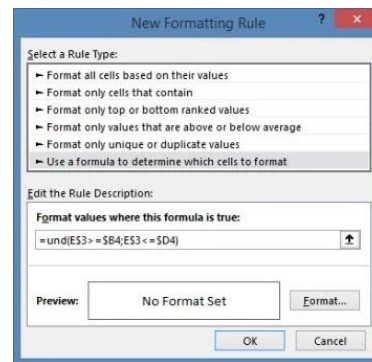 New Formatting Rule
?
×
Select a Rule Type:
► Format all cells based on their values
► Format only cells that contain
► Format only top or bottom ranked values
► Format only values that are above or below average
► Format only unique or duplicate values
► Use a formula to determine which cells to format
Edit the Rule Description:
Format values where this formula is true:
=und(E$3>=$B4;E$3<=$D4)
Preview:
No Format Set
Format...
OK
Cancel